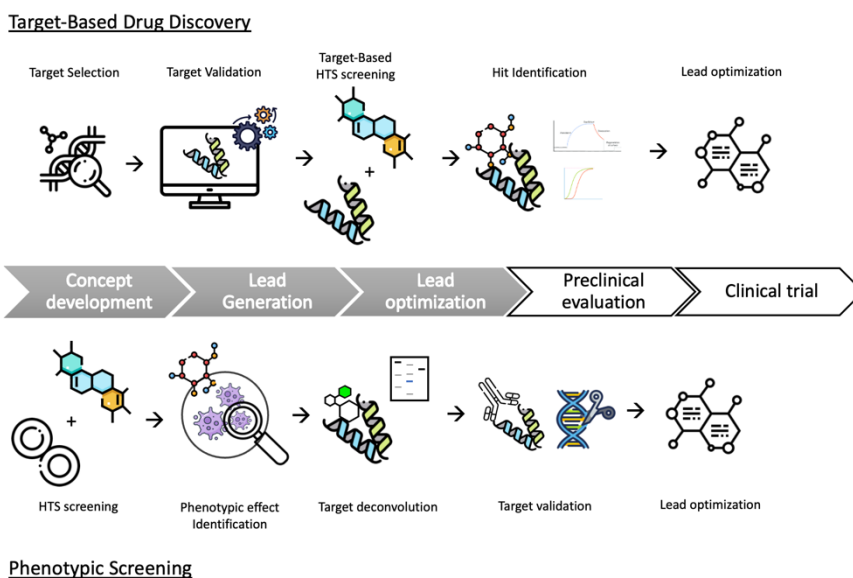 Target-Based Drug Discovery
Target Selection
Target Validation
Target-Based
HTS screening
Hit Identification
Lead optimization
+
Concept
development
Lead
Generation
Lead
optimization
Preclinical
evaluation
Clinical trial
+
HTS screening
Phenotypic effect
Identification
Target deconvolution
Target validation
Lead optimization
Phenotypic Screening